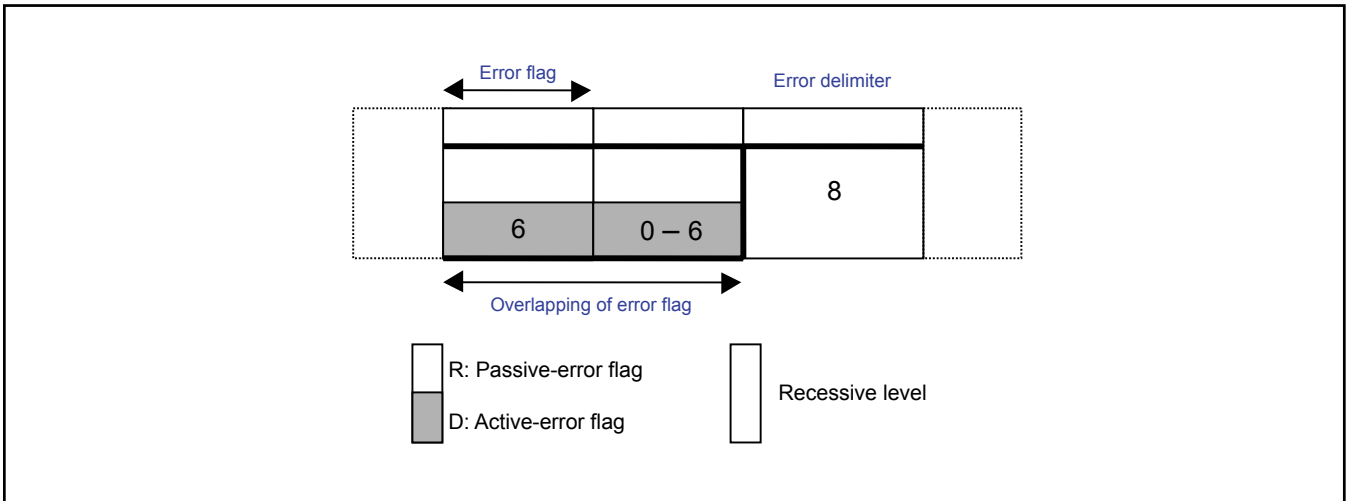 Error flag
Error delimiter
8
6
0 – 6
Overlapping of error flag
R: Passive-error flag
D: Active-error flag
Recessive level